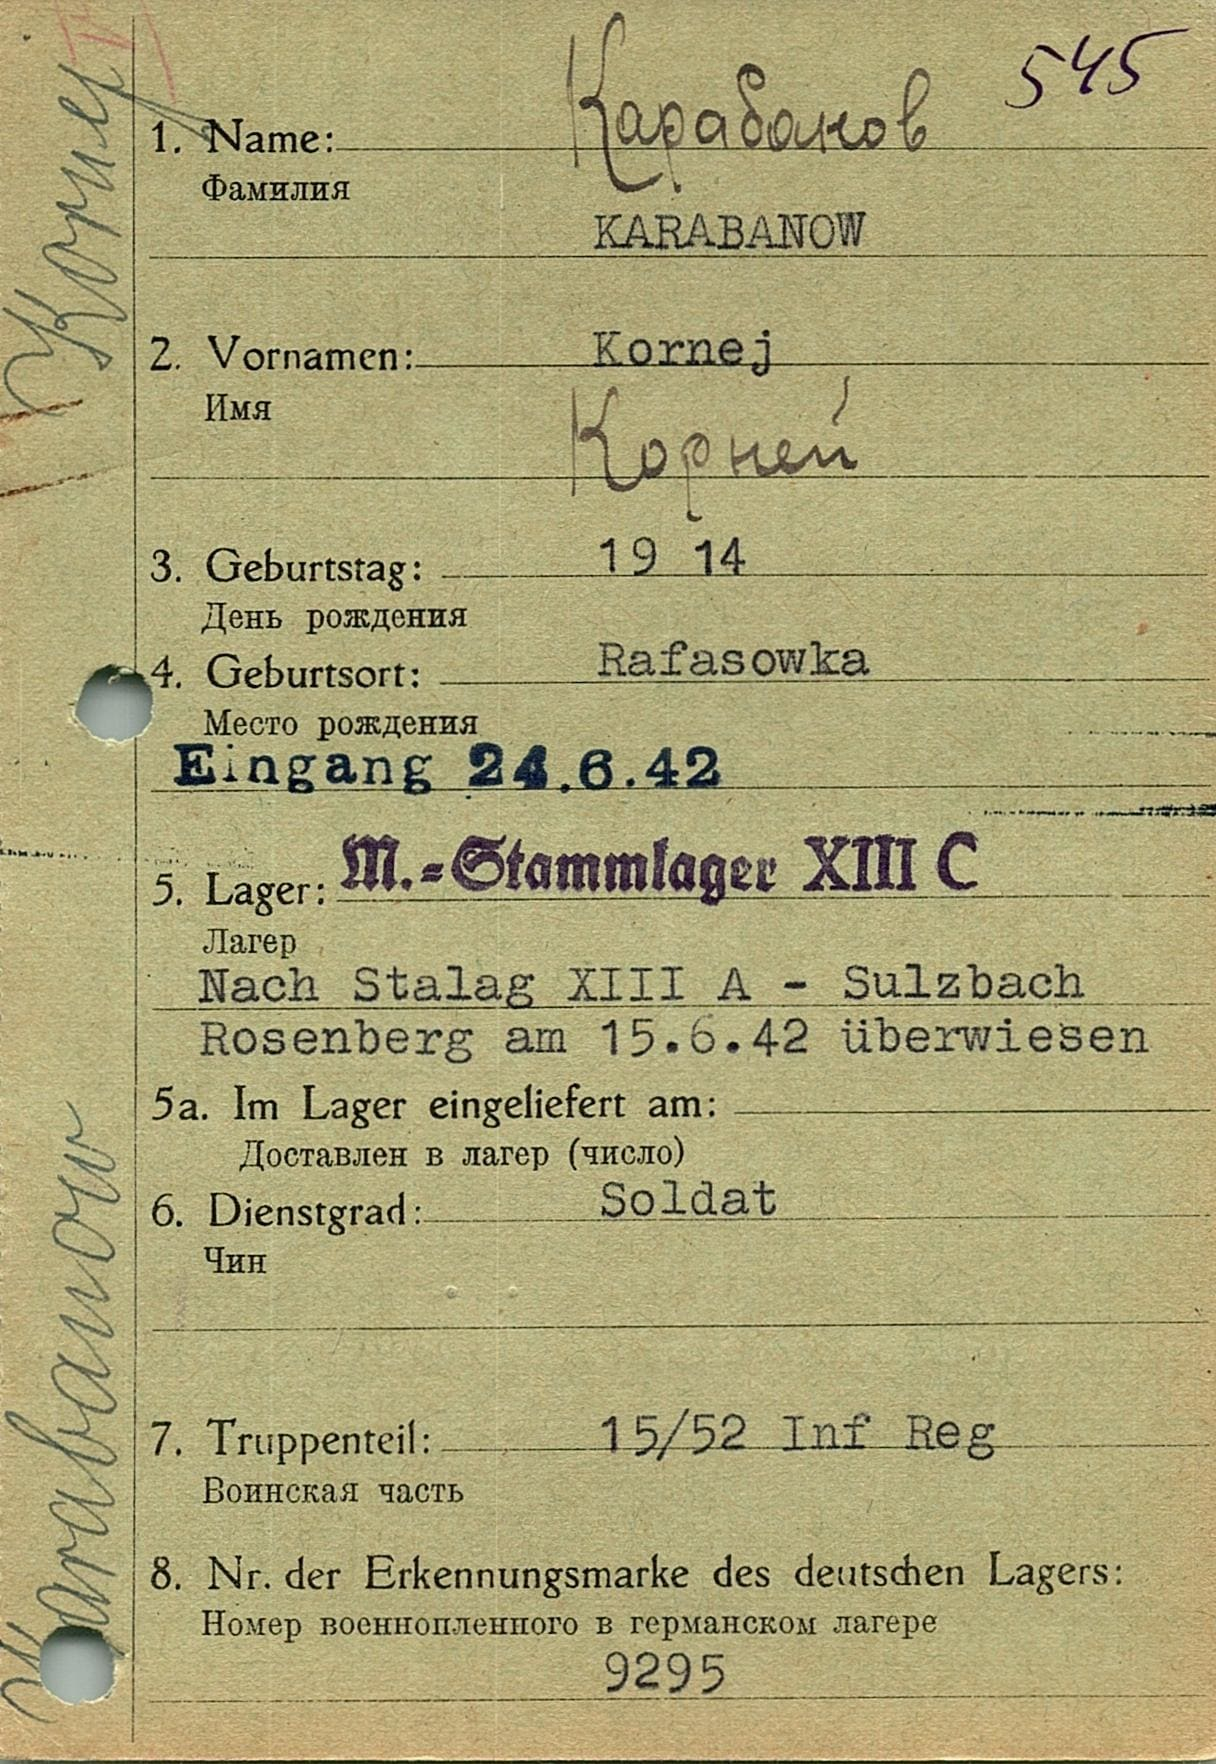 545
Карабанов
1. Name:
Фамилия
KARABANOW
2. Vornamen: Kornej
Имя
Корней
3. Geburtstag: 19 14
День рождения
4. Geburtsort: Rafasowka
Место рождения
Eingang 24.6.42
5. Lager: M.-Stammlager XIII C
Лагер
Nach Stalag XIII A - Sulzbach
Rosenberg am 15.6.42 überwiesen
5a. Im Lager eingeliefert am:
Доставлен в лагер (число)
6. Dienstgrad: Soldat
Чин
7. Truppenteil: 15/52 Inf Reg
Воинская часть
8. Nr. der Erkennungsmarke des deutschen Lagers:
Номер военнопленного в германском лагере
9295
Karabanow Kornej